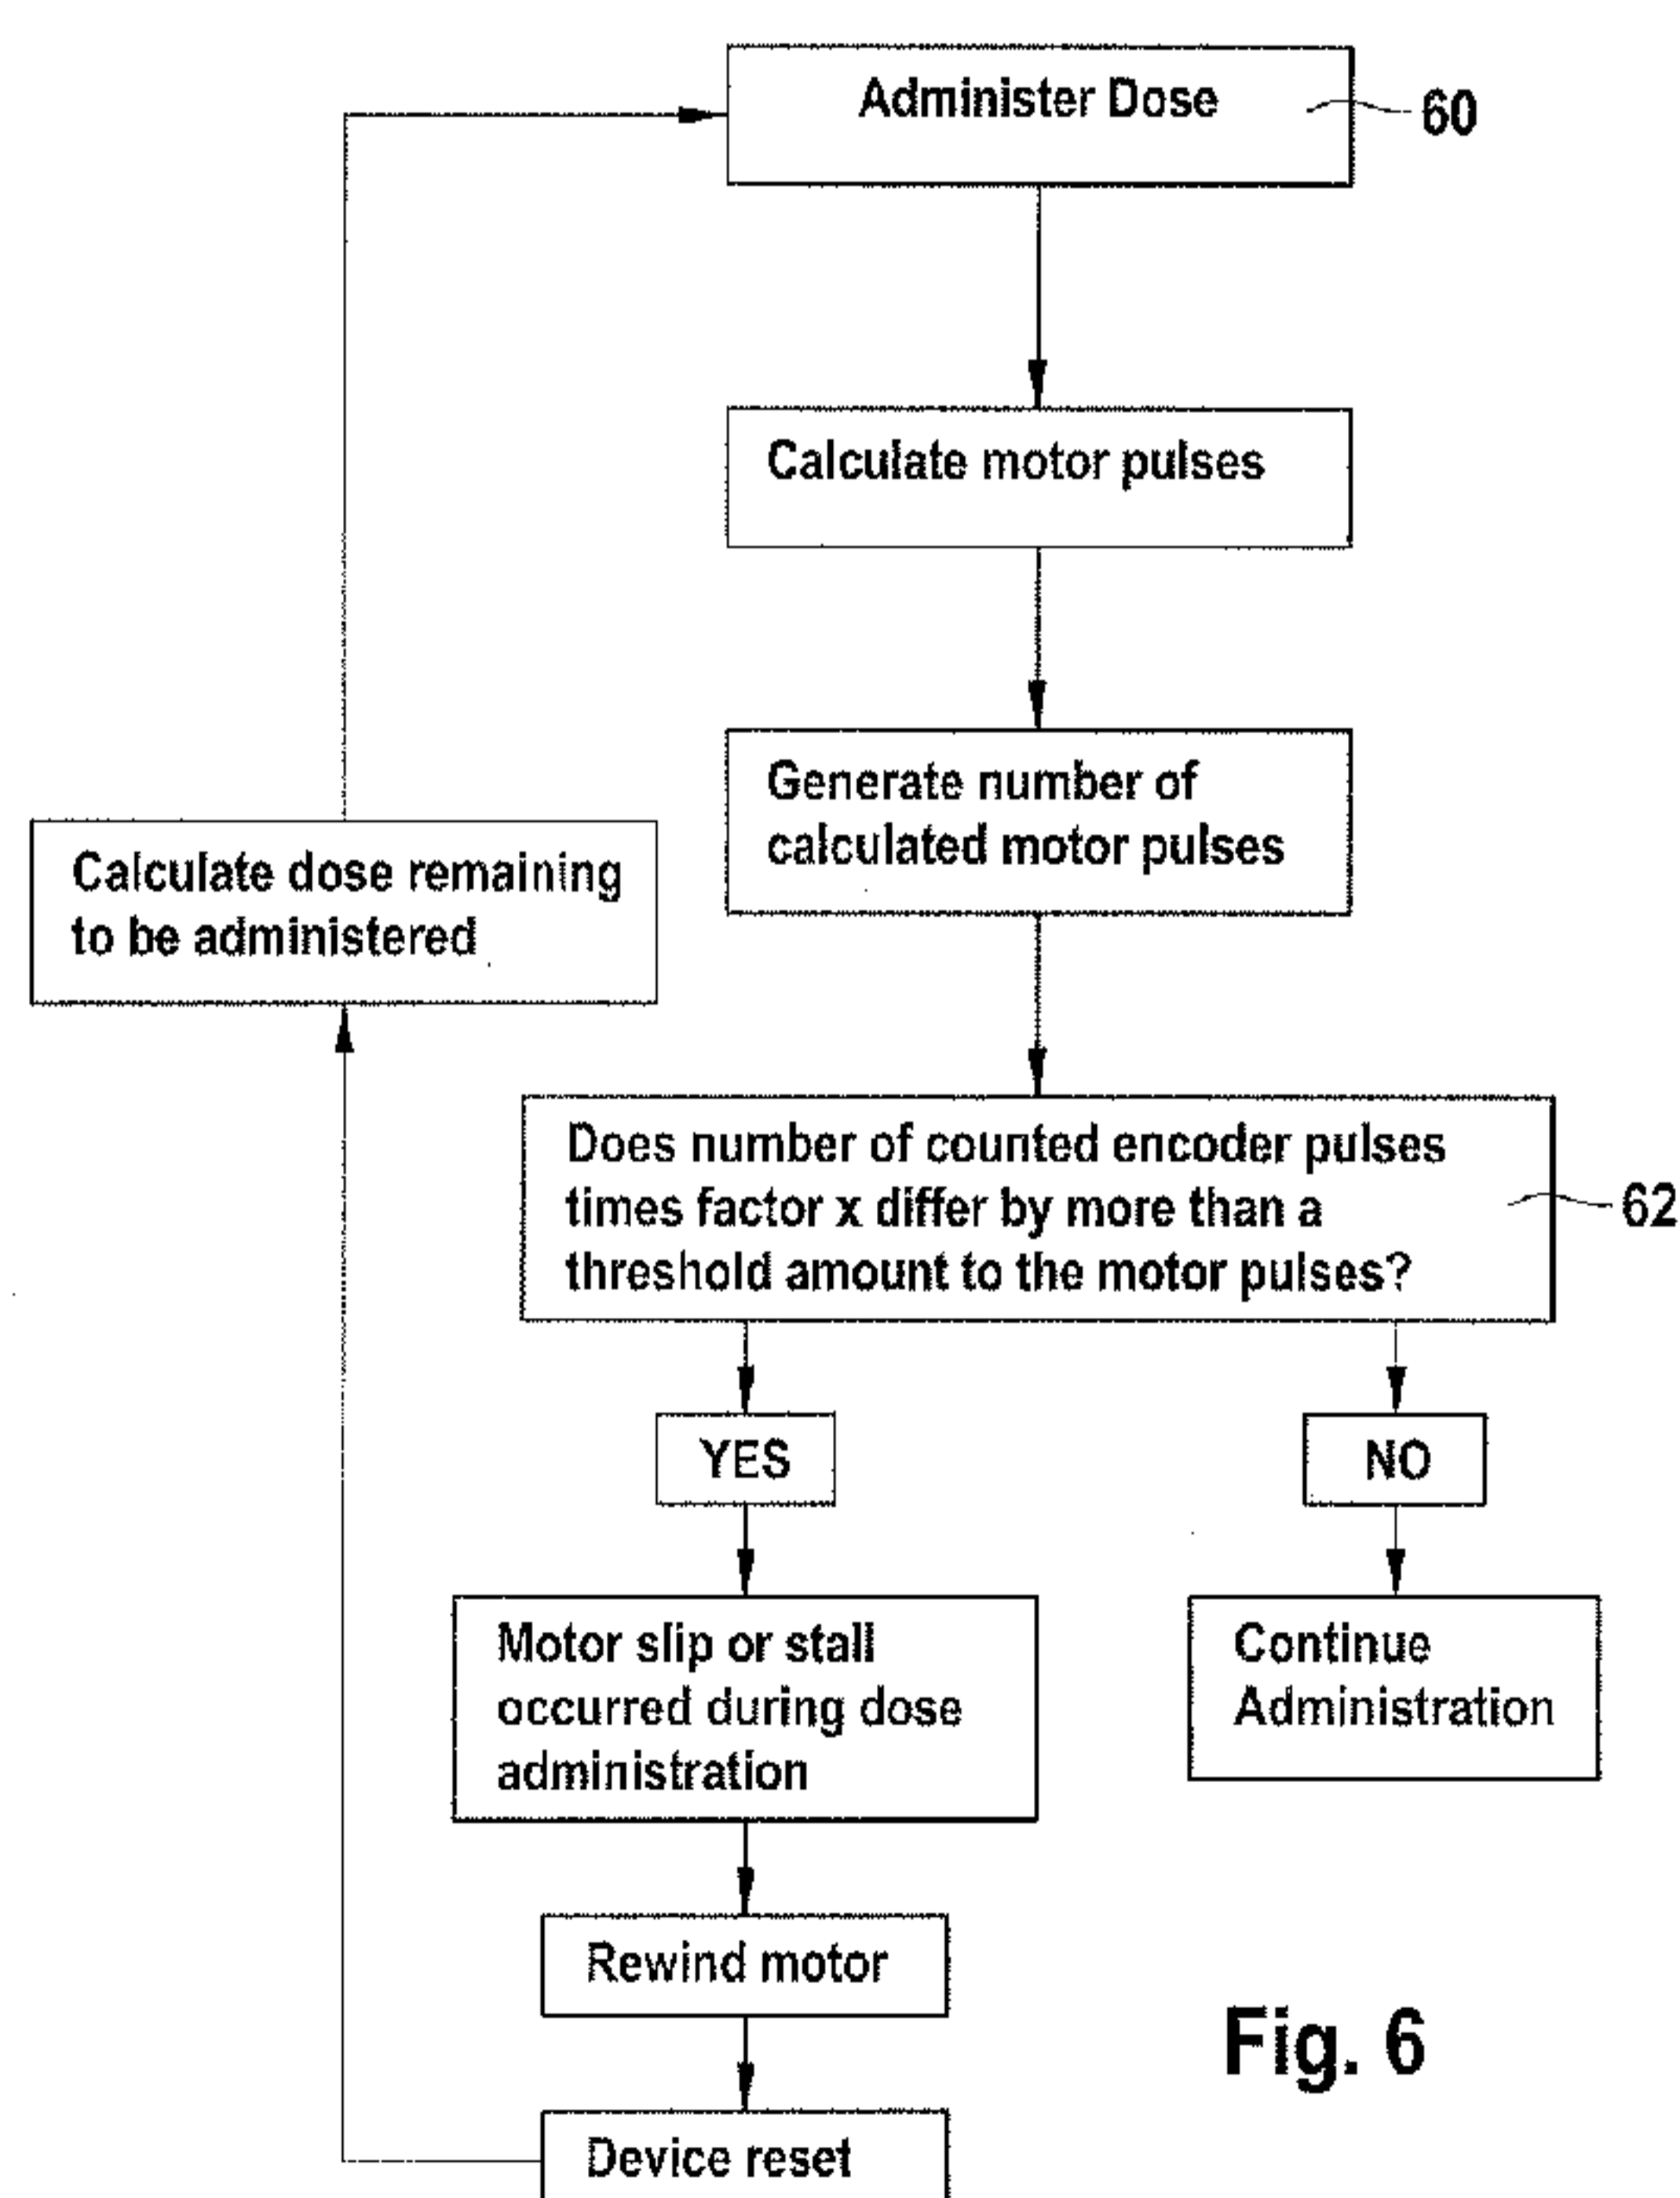 Administer Dose
60
Calculate motor pulses
Generate number of
calculated motor pulses
Calculate dose remaining
to be administered
Does number of counted encoder pulses
times factor x differ by more than a
threshold amount to the motor pulses?
62
YES
NO
Motor slip or stall
occurred during dose
administration
Continue
Administration
Rewind motor
Device reset
Fig. 6